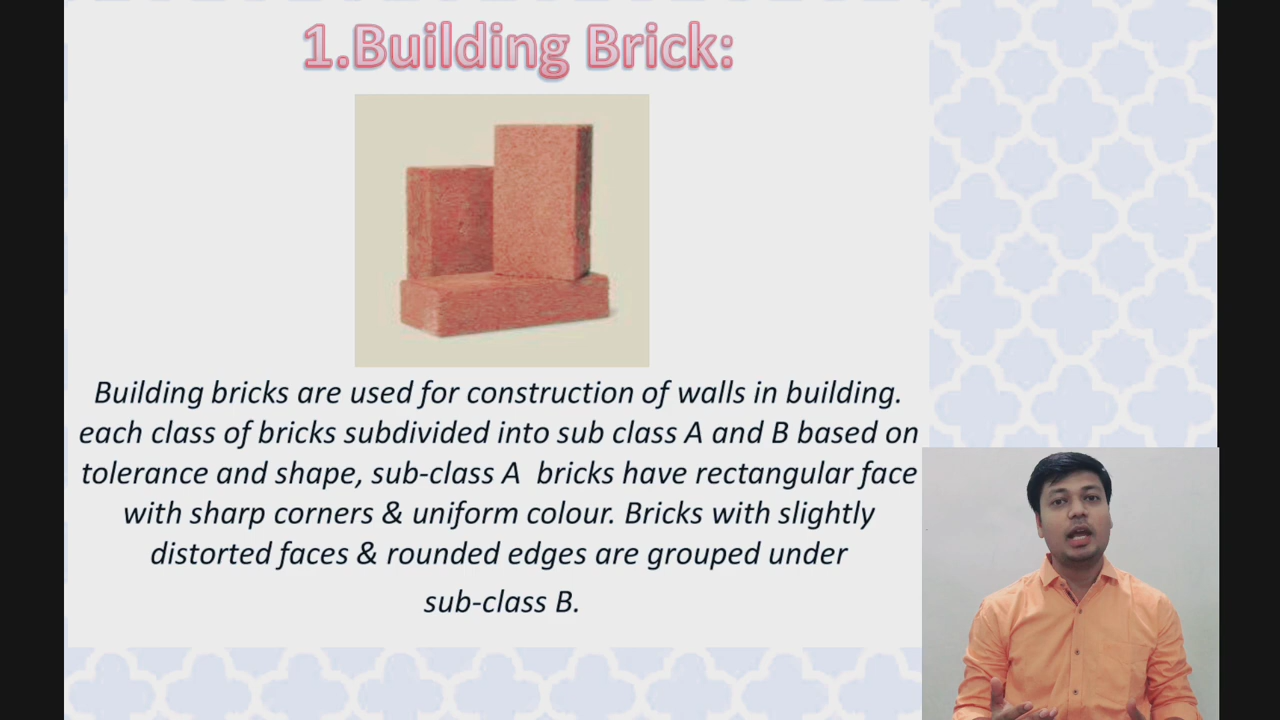 1.Building Brick:
Building bricks are used for construction of walls in building.
each class of bricks subdivided into sub class A and B based on
tolerance and shape, sub-class A bricks have rectangular face
with sharp corners & uniform colour. Bricks with slightly
distorted faces & rounded edges are grouped under
sub-class B.